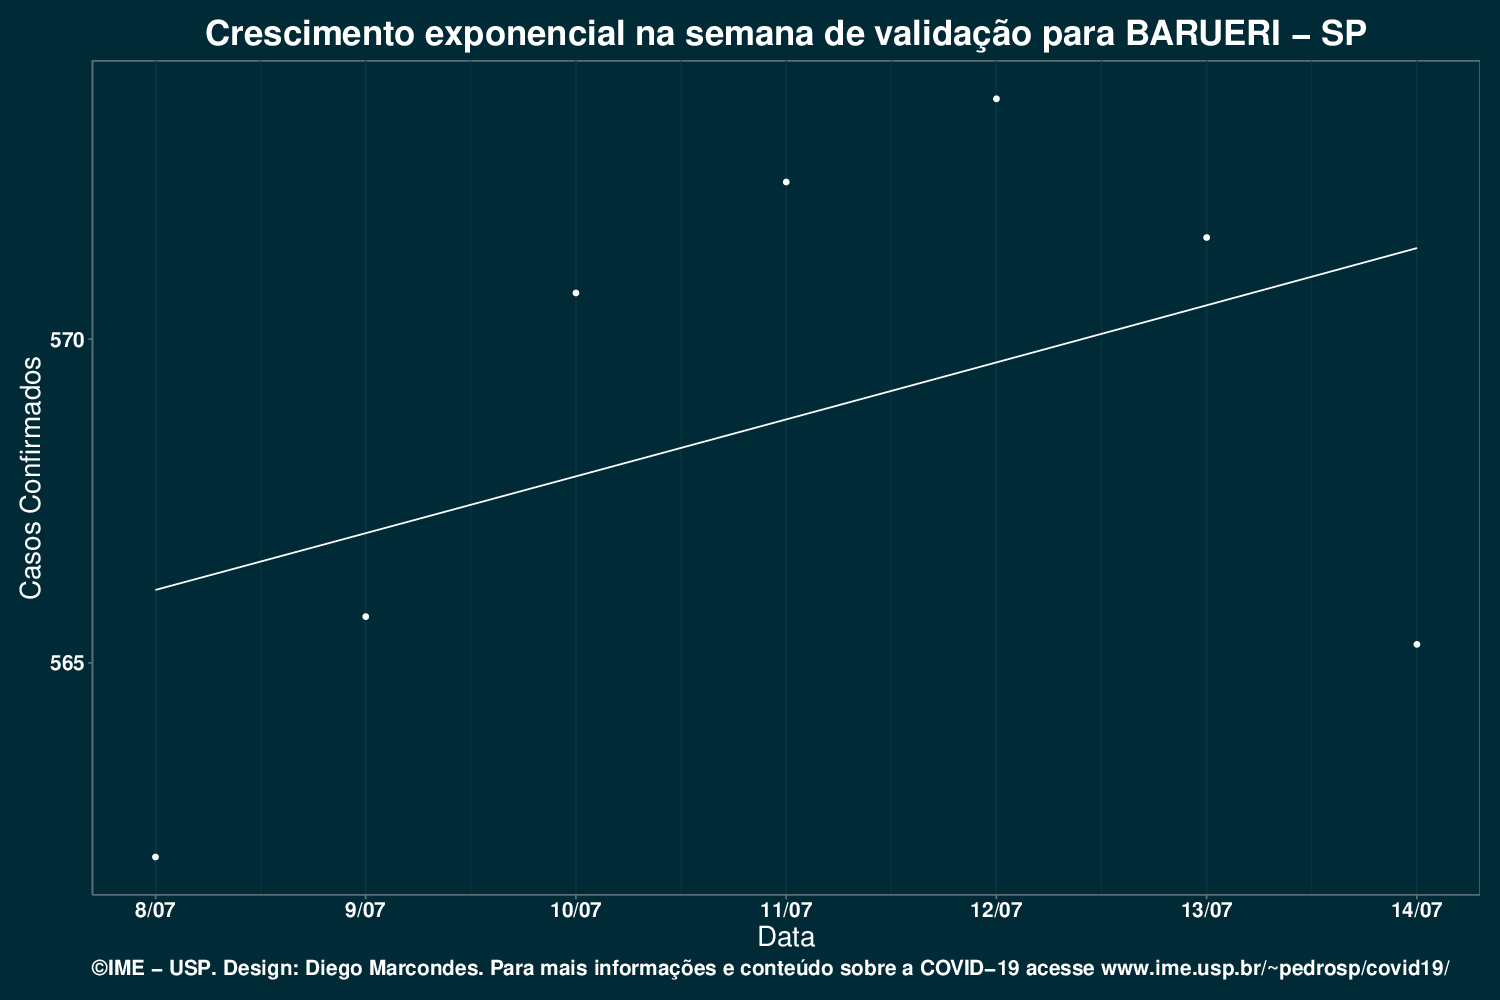 Crescimento exponencial na semana de validação para BARUERI – SP
Casos Confirmados
570
565
8/07 9/07 10/07 11/07 12/07 13/07 14/07
Data
©IME – USP. Design: Diego Marcondes. Para mais informações e conteúdo sobre a COVID–19 acesse www.ime.usp.br/~pedrosp/covid19/